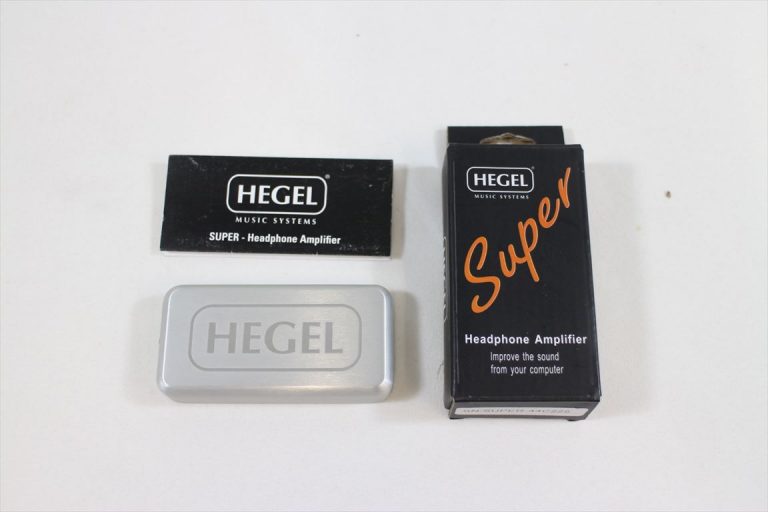 HEGEL®
MUSIC SYSTEMS
SUPER - Headphone Amplifier
HEGEL
HEGEL®
MUSIC SYSTEMS
Super
Headphone Amplifier
Improve the sound
from your computer